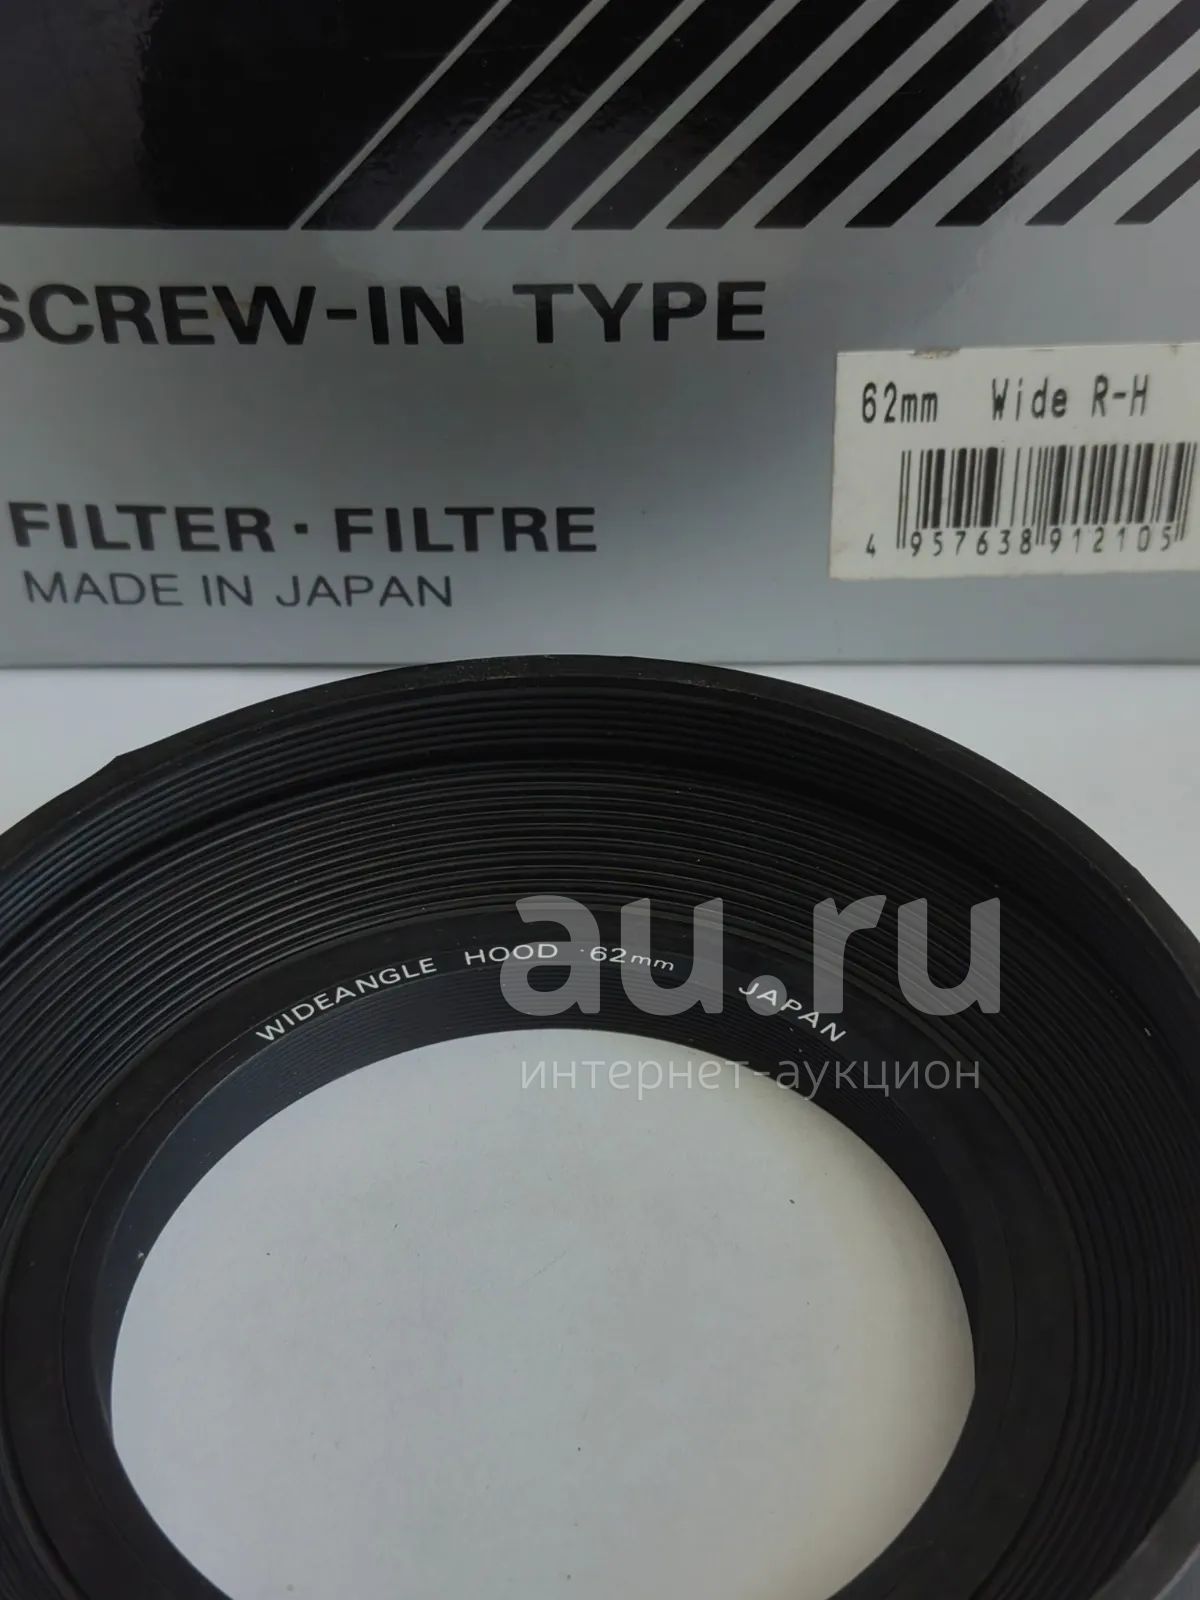 SCREW-IN TYPE
62mm Wide R-H
4 957638 912105
FILTER · FILTRE
MADE IN JAPAN
WIDEANGLE HOOD ·62mm JAPAN
au.ru
интернет-аукцион